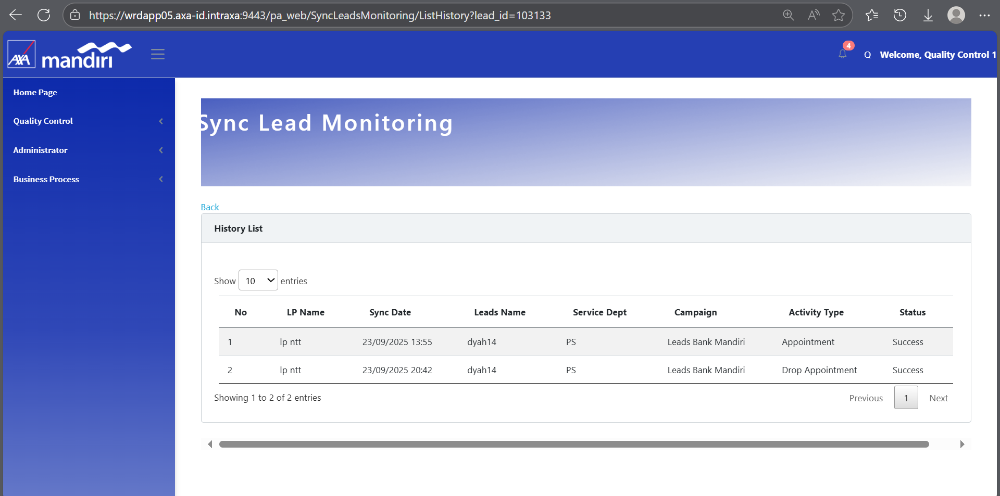 https://wrdapp05.axa-id.intraxa:9443/pa_web/SyncLeadsMonitoring/ListHistory?lead_id=103133
AXA mandiri
4
Q Welcome, Quality Control 1
Home Page
Quality Control
Administrator
Business Process
Sync Lead Monitoring
Back
History List
Show 10 entries
No LP Name Sync Date Leads Name Service Dept Campaign Activity Type Status
1 lp ntt 23/09/2025 13:55 dyah14 PS Leads Bank Mandiri Appointment Success
2 lp ntt 23/09/2025 20:42 dyah14 PS Leads Bank Mandiri Drop Appointment Success
Showing 1 to 2 of 2 entries
Previous 1 Next